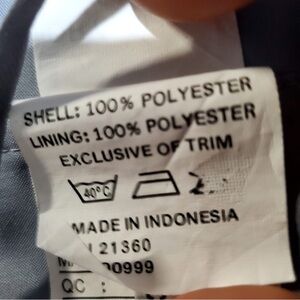 SHELL: 100% POLYESTER
LINING: 100% POLYESTER
EXCLUSIVE OF TRIM
40°C
MADE IN INDONESIA
21360
00999
QC :